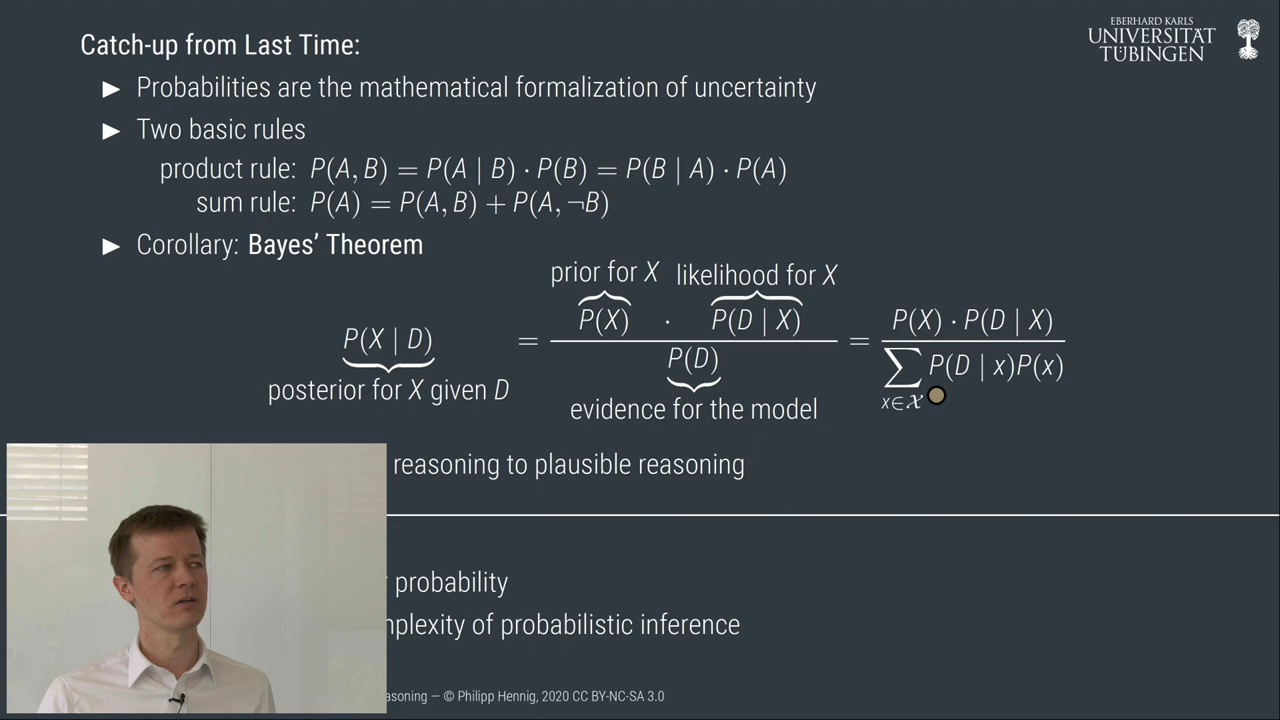 Catch-up from Last Time:
EBERHARD KARLS
UNIVERSITÄT
TÜBINGEN
► Probabilities are the mathematical formalization of uncertainty
► Two basic rules
product rule: P(A, B) = P(A | B) · P(B) = P(B | A) · P(A)
sum rule: P(A) = P(A, B) + P(A, ¬B)
► Corollary: Bayes’ Theorem
prior for X likelihood for X
P(X) · P(D | X) P(X) · P(D | X)
P(X | D) = =
P(D) ∑ P(D | x)P(x)
posterior for X given D x∈𝒳
evidence for the model
reasoning to plausible reasoning
probability
of probabilistic inference
© Philipp Hennig, 2020 CC BY-NC-SA 3.0